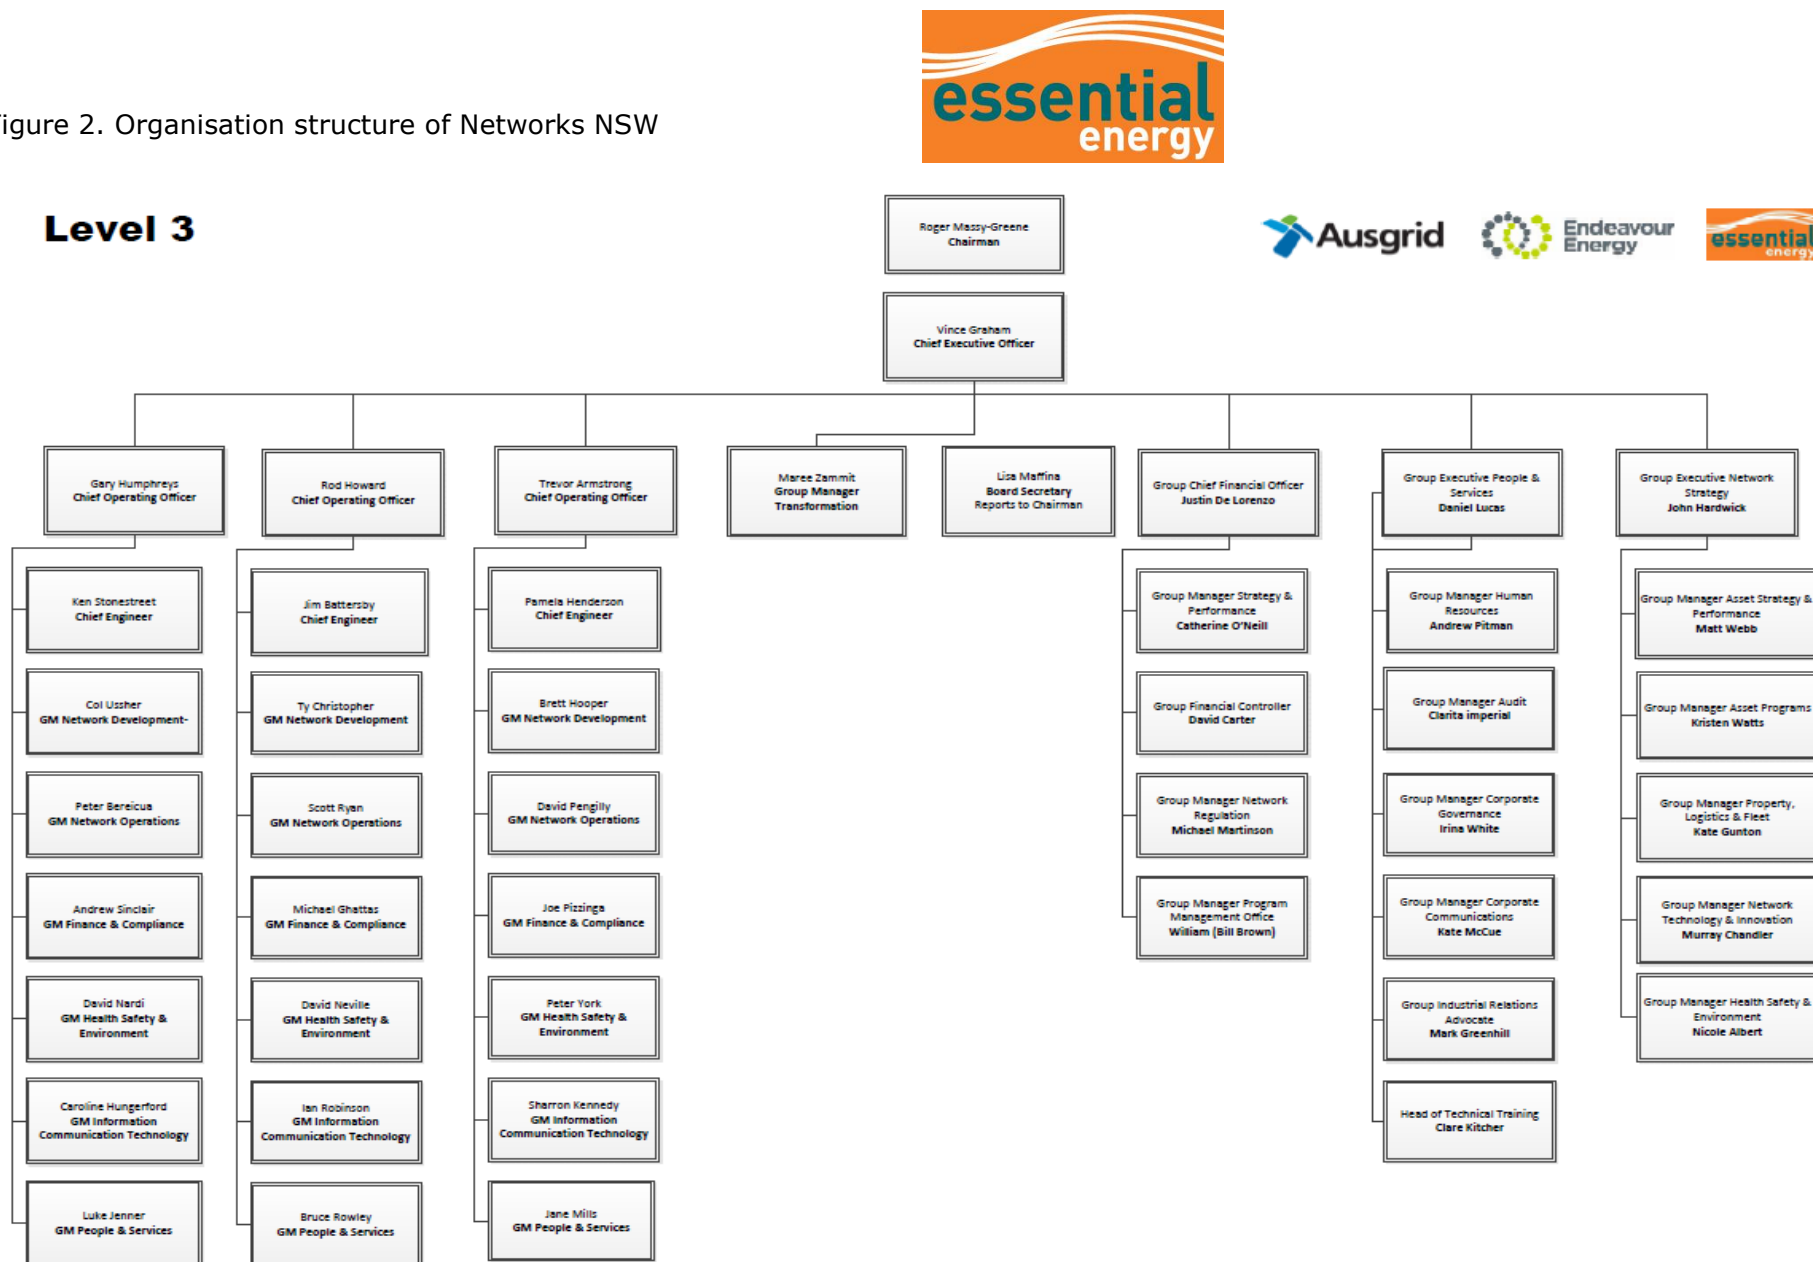 essential
energy
igure 2. Organisation structure of Networks NSW
Level 3
Ausgrid
Endeavour
Energy
essential
energy
Roger Massy-Greene
Chairman
Vince Graham
Chief Executive Officer
Gary Humphreys
Chief Operating Officer
Rod Howard
Chief Operating Officer
Trevor Armstrong
Chief Operating Officer
Maree Zammit
Group Manager
Transformation
Lisa Maffina
Board Secretary
Reports to Chairman
Group Chief Financial Officer
Justin De Lorenzo
Group Executive People &
Services
Daniel Lucas
Group Executive Network
Strategy
John Hardwick
Ken Stonestreet
Chief Engineer
Col Ussher
GM Network Development-
Peter Bereicua
GM Network Operations
Andrew Sinclair
GM Finance & Compliance
David Nardi
GM Health Safety &
Environment
Caroline Hungerford
GM Information
Communication Technology
Luke Jenner
GM People & Services
Jim Battersby
Chief Engineer
Ty Christopher
GM Network Development
Scott Ryan
GM Network Operations
Michael Ghattas
GM Finance & Compliance
David Neville
GM Health Safety &
Environment
Ian Robinson
GM Information
Communication Technology
Bruce Rowley
GM People & Services
Pamela Henderson
Chief Engineer
Brett Hooper
GM Network Development
David Pengilly
GM Network Operations
Joe Pizzinga
GM Finance & Compliance
Peter York
GM Health Safety &
Environment
Sharron Kennedy
GM Information
Communication Technology
Jane Mills
GM People & Services
Group Manager Strategy &
Performance
Catherine O'Neill
Group Financial Controller
David Carter
Group Manager Network
Regulation
Michael Martinson
Group Manager Program
Management Office
William (Bill Brown)
Group Manager Human
Resources
Andrew Pitman
Group Manager Audit
Clarita imperial
Group Manager Corporate
Governance
Irina White
Group Manager Corporate
Communications
Kate McCue
Group Industrial Relations
Advocate
Mark Greenhill
Head of Technical Training
Clare Kitcher
Group Manager Asset Strategy &
Performance
Matt Webb
Group Manager Asset Programs
Kristen Watts
Group Manager Property,
Logistics & Fleet
Kate Gunton
Group Manager Network
Technology & Innovation
Murray Chandler
Group Manager Health Safety &
Environment
Nicole Albert